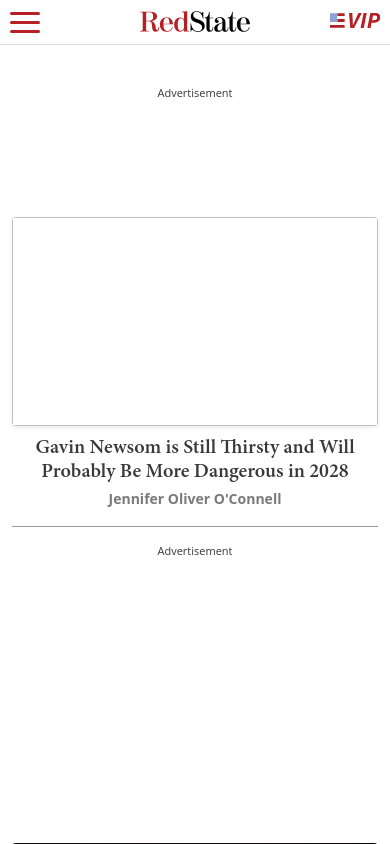 RedState
VIP
Advertisement
Gavin Newsom is Still Thirsty and Will
Probably Be More Dangerous in 2028
Jennifer Oliver O'Connell
Advertisement